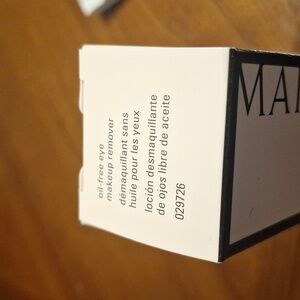 oil-free eye
makeup remover
démaquillant sans
huile pour les yeux
loción desmaquillante
de ojos libre de aceite
029726
MA